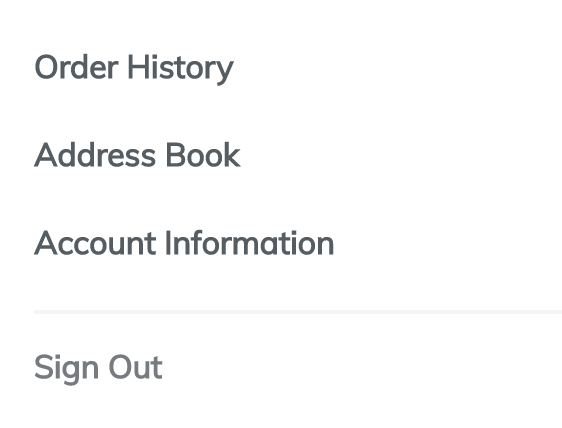 Order History
Address Book
Account Information
Sign Out